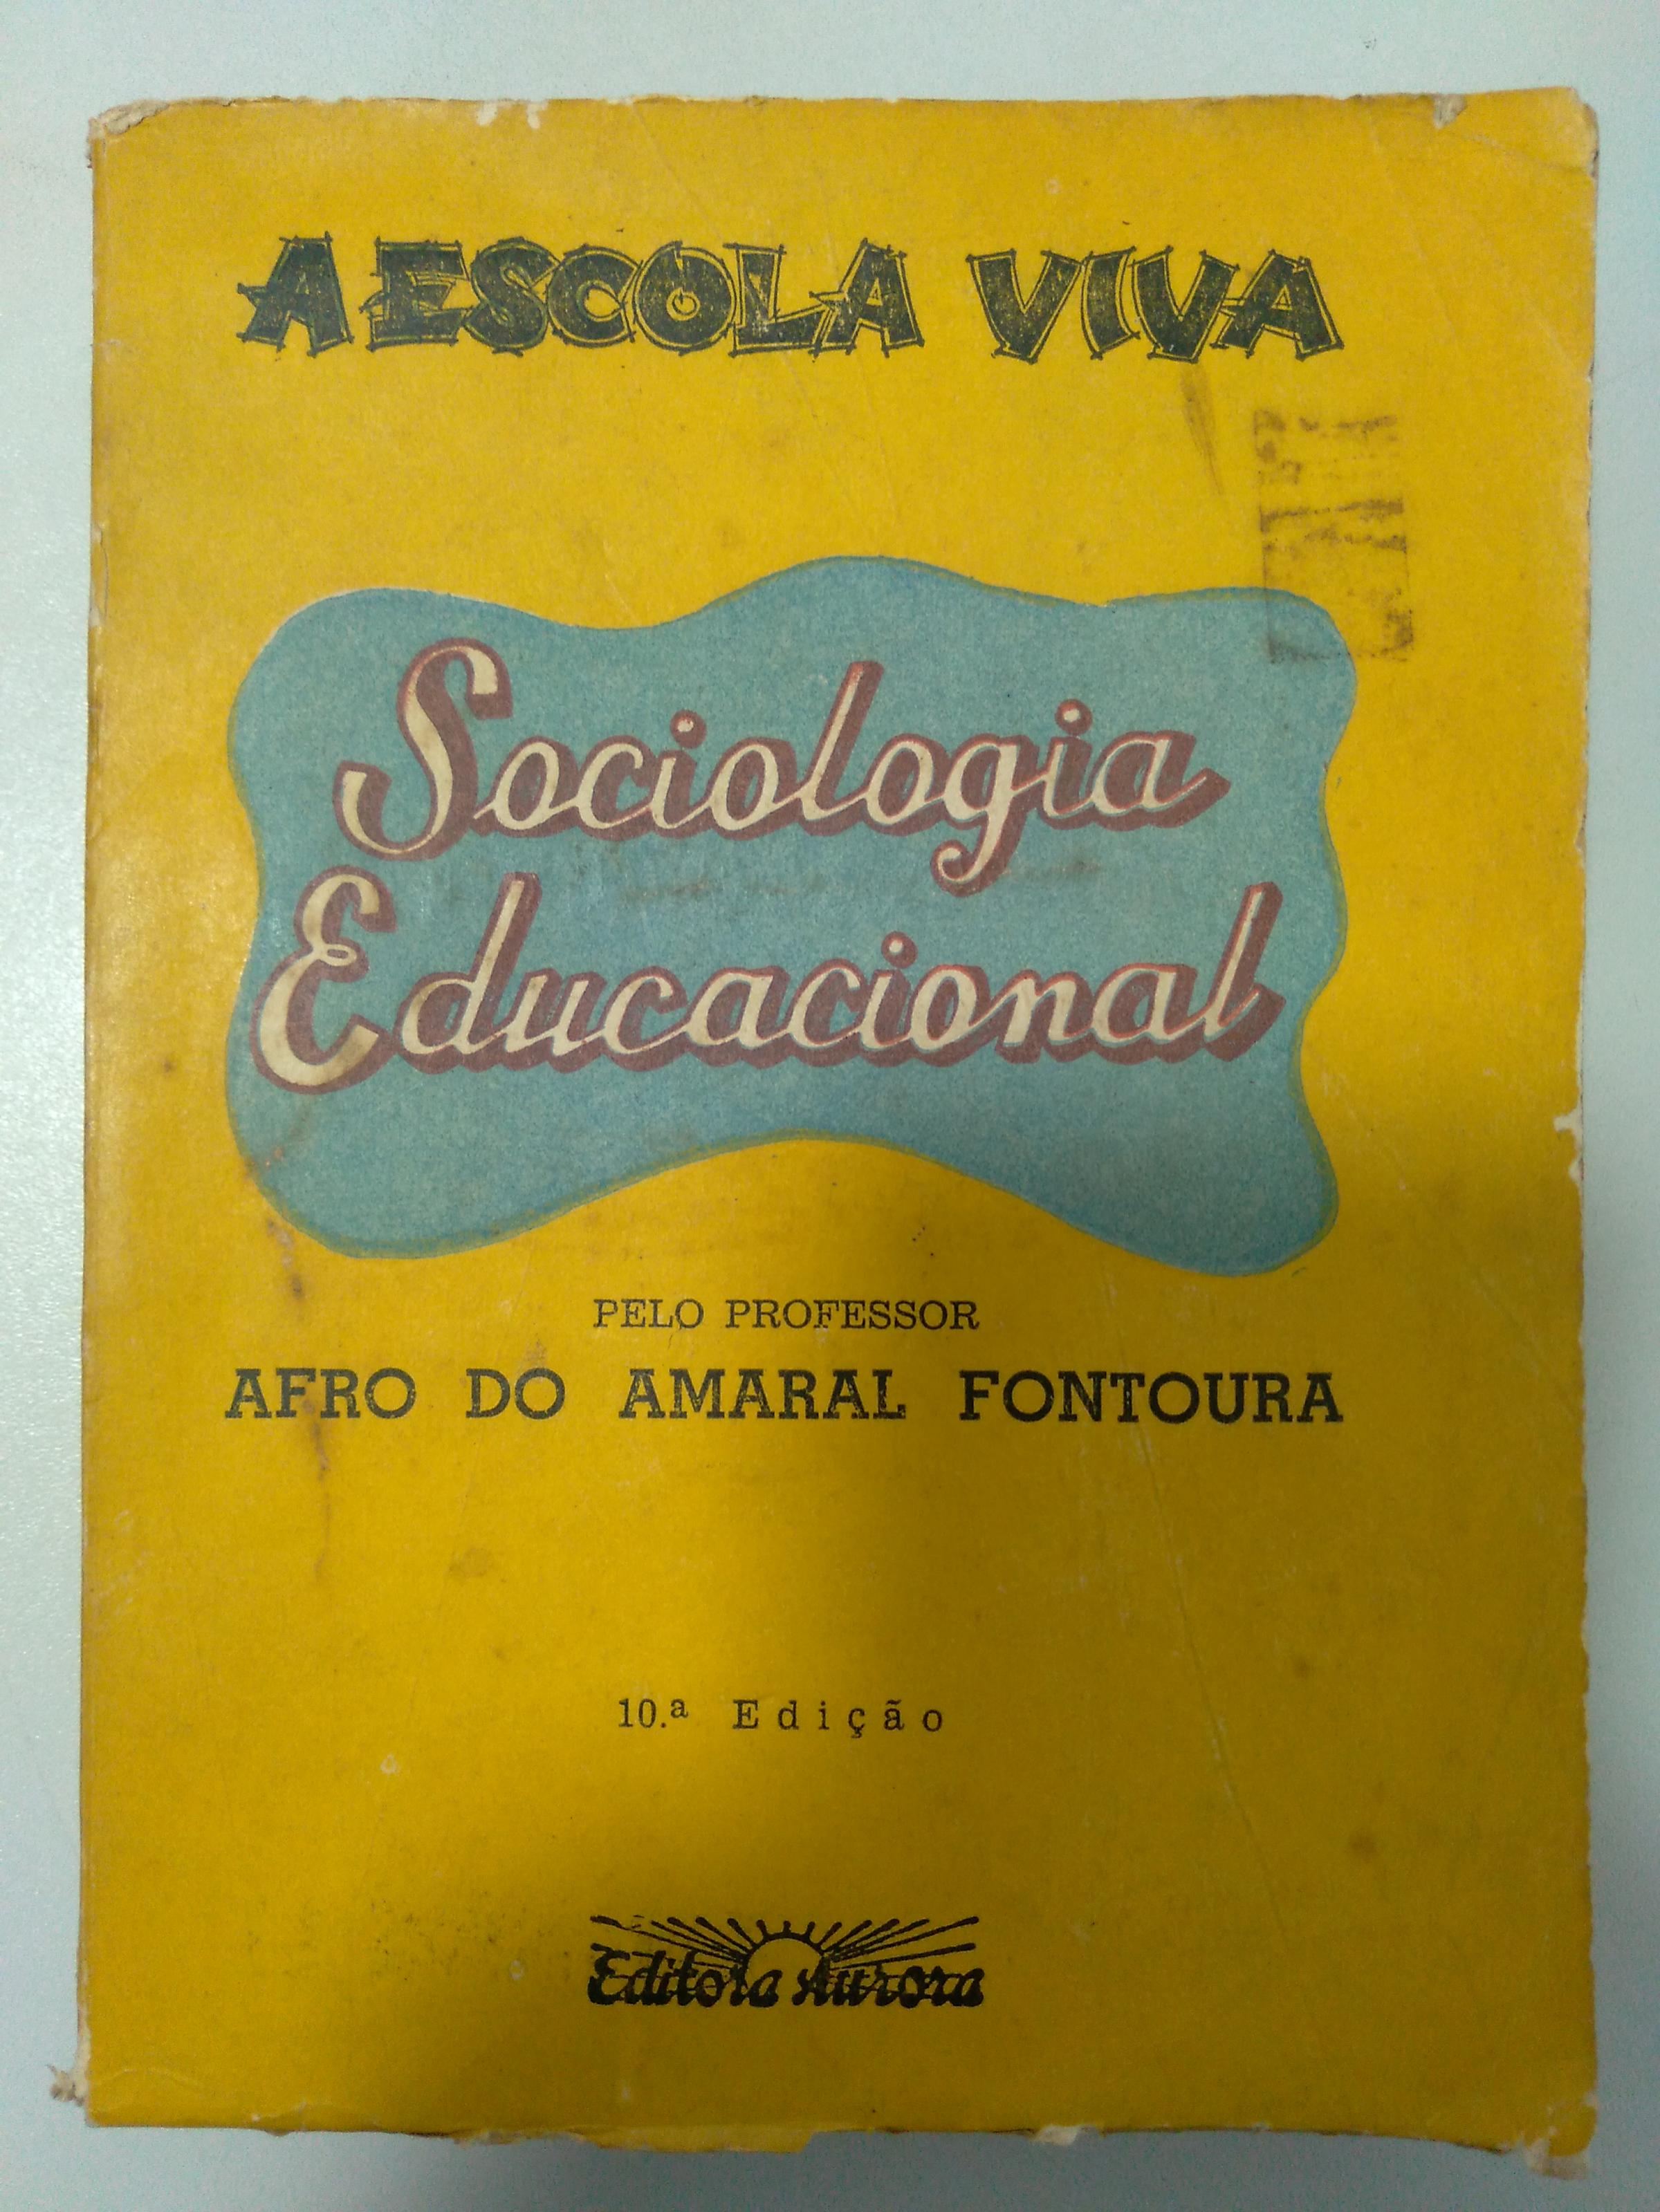 A ESCOLA VIVA
Sociologia
Educacional
PELO PROFESSOR
AFRO DO AMARAL FONTOURA
10.ª Edição
Editora Aurora